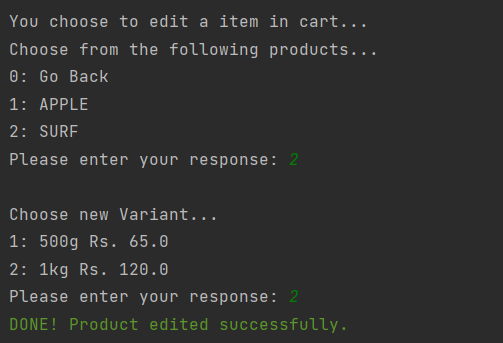 You choose to edit a item in cart...
Choose from the following products...
0: Go Back
1: APPLE
2: SURF
Please enter your response: 2
Choose new Variant...
1: 500g Rs. 65.0
2: 1kg Rs. 120.0
Please enter your response: 2
DONE! Product edited successfully.